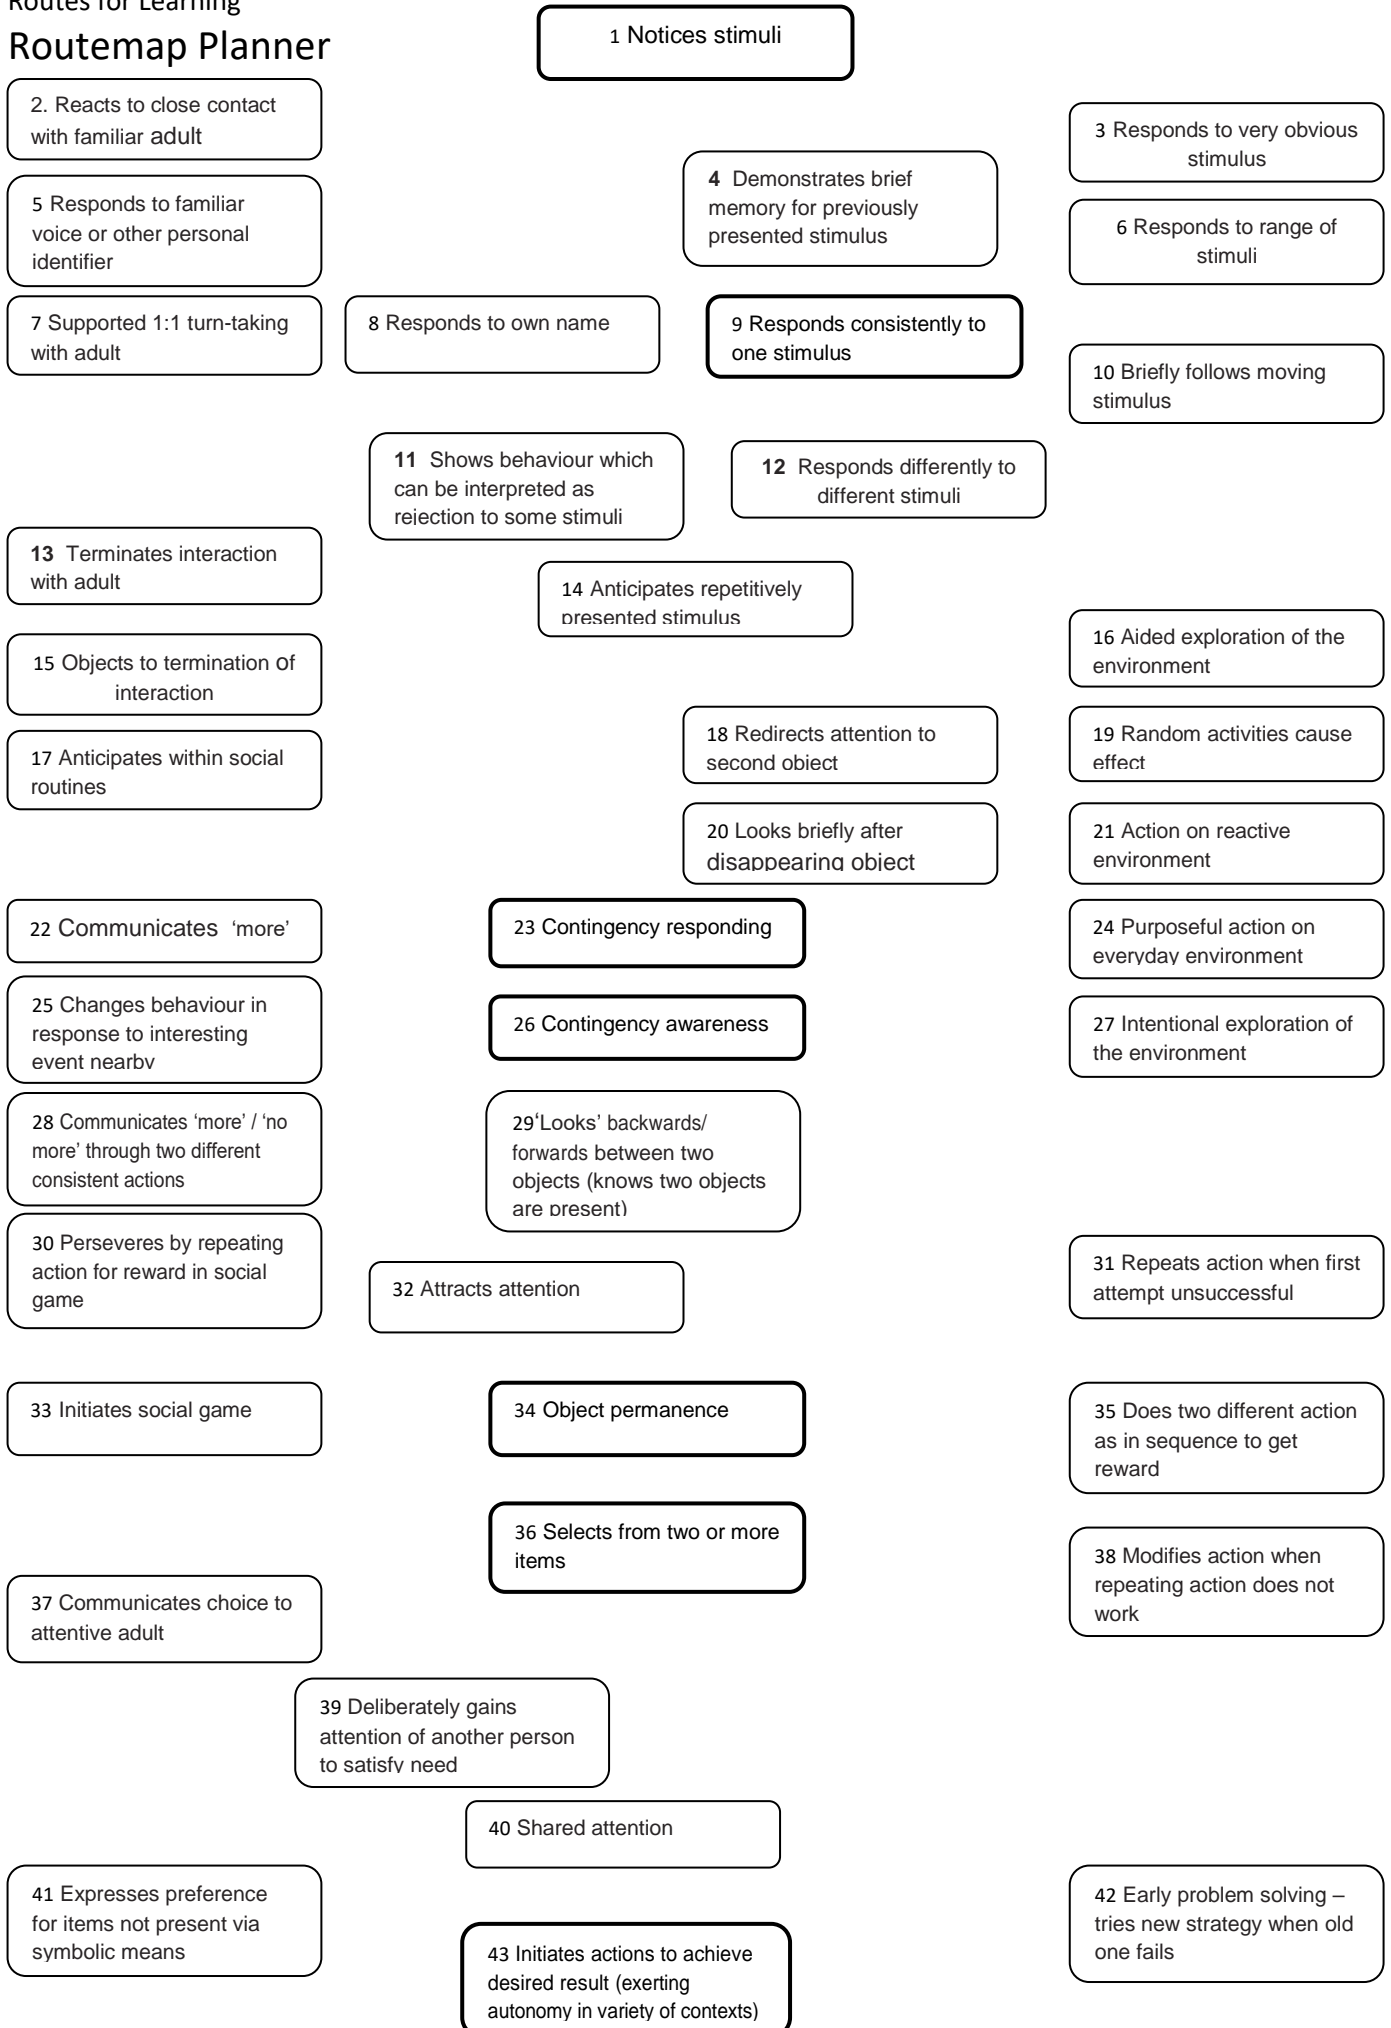 Routes for Learning
Routemap Planner
1 Notices stimuli
2. Reacts to close contact
with familiar adult
3 Responds to very obvious
stimulus
4 Demonstrates brief
memory for previously
presented stimulus
5 Responds to familiar
voice or other personal
identifier
6 Responds to range of
stimuli
7 Supported 1:1 turn-taking
with adult
8 Responds to own name
9 Responds consistently to
one stimulus
10 Briefly follows moving
stimulus
11 Shows behaviour which
can be interpreted as
rejection to some stimuli
12 Responds differently to
different stimuli
13 Terminates interaction
with adult
14 Anticipates repetitively
presented stimulus
15 Objects to termination of
interaction
16 Aided exploration of the
environment
17 Anticipates within social
routines
18 Redirects attention to
second object
19 Random activities cause
effect
20 Looks briefly after
disappearing object
21 Action on reactive
environment
22 Communicates ‘more’
23 Contingency responding
24 Purposeful action on
everyday environment
25 Changes behaviour in
response to interesting
event nearby
26 Contingency awareness
27 Intentional exploration of
the environment
28 Communicates ‘more’ / ‘no
more’ through two different
consistent actions
29‘Looks’ backwards/
forwards between two
objects (knows two objects
are present)
30 Perseveres by repeating
action for reward in social
game
31 Repeats action when first
attempt unsuccessful
32 Attracts attention
33 Initiates social game
34 Object permanence
35 Does two different action
as in sequence to get
reward
36 Selects from two or more
items
37 Communicates choice to
attentive adult
38 Modifies action when
repeating action does not
work
39 Deliberately gains
attention of another person
to satisfy need
40 Shared attention
41 Expresses preference
for items not present via
symbolic means
42 Early problem solving –
tries new strategy when old
one fails
43 Initiates actions to achieve
desired result (exerting
autonomy in variety of contexts)